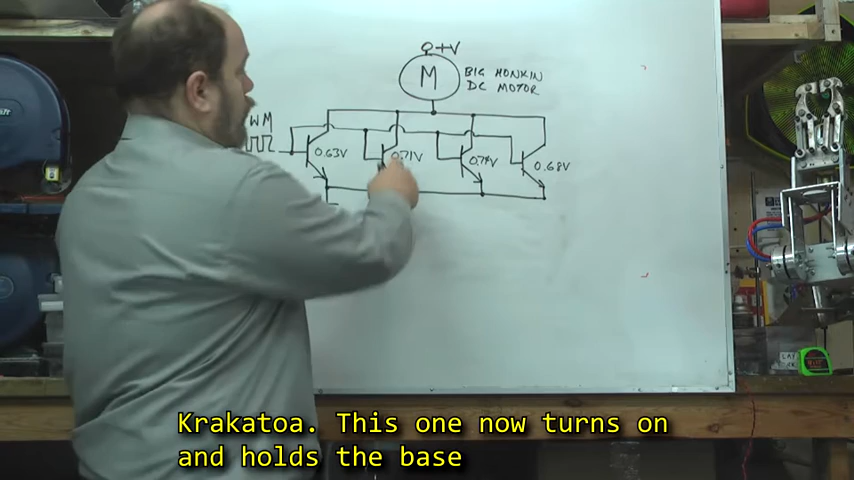 +V
M
BIG HONKIN
DC MOTOR
WM
0.63V
0.71V
0.74V
0.68V
LAY
Krakatoa. This one now turns on
and holds the base